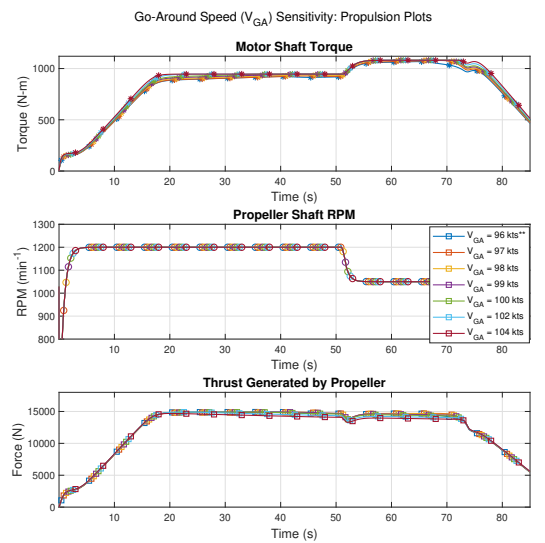 Go-Around Speed (V_GA) Sensitivity: Propulsion Plots
Motor Shaft Torque
1000
500
0
Torque (N-m)
10 20 30 40 50 60 70 80
Time (s)
Propeller Shaft RPM
1300
1200
1100
1000
900
800
RPM (min⁻¹)
V_GA = 96 kts**
V_GA = 97 kts
V_GA = 98 kts
V_GA = 99 kts
V_GA = 100 kts
V_GA = 102 kts
V_GA = 104 kts
10 20 30 40 50 60 70 80
Time (s)
Thrust Generated by Propeller
15000
10000
5000
0
Force (N)
10 20 30 40 50 60 70 80
Time (s)